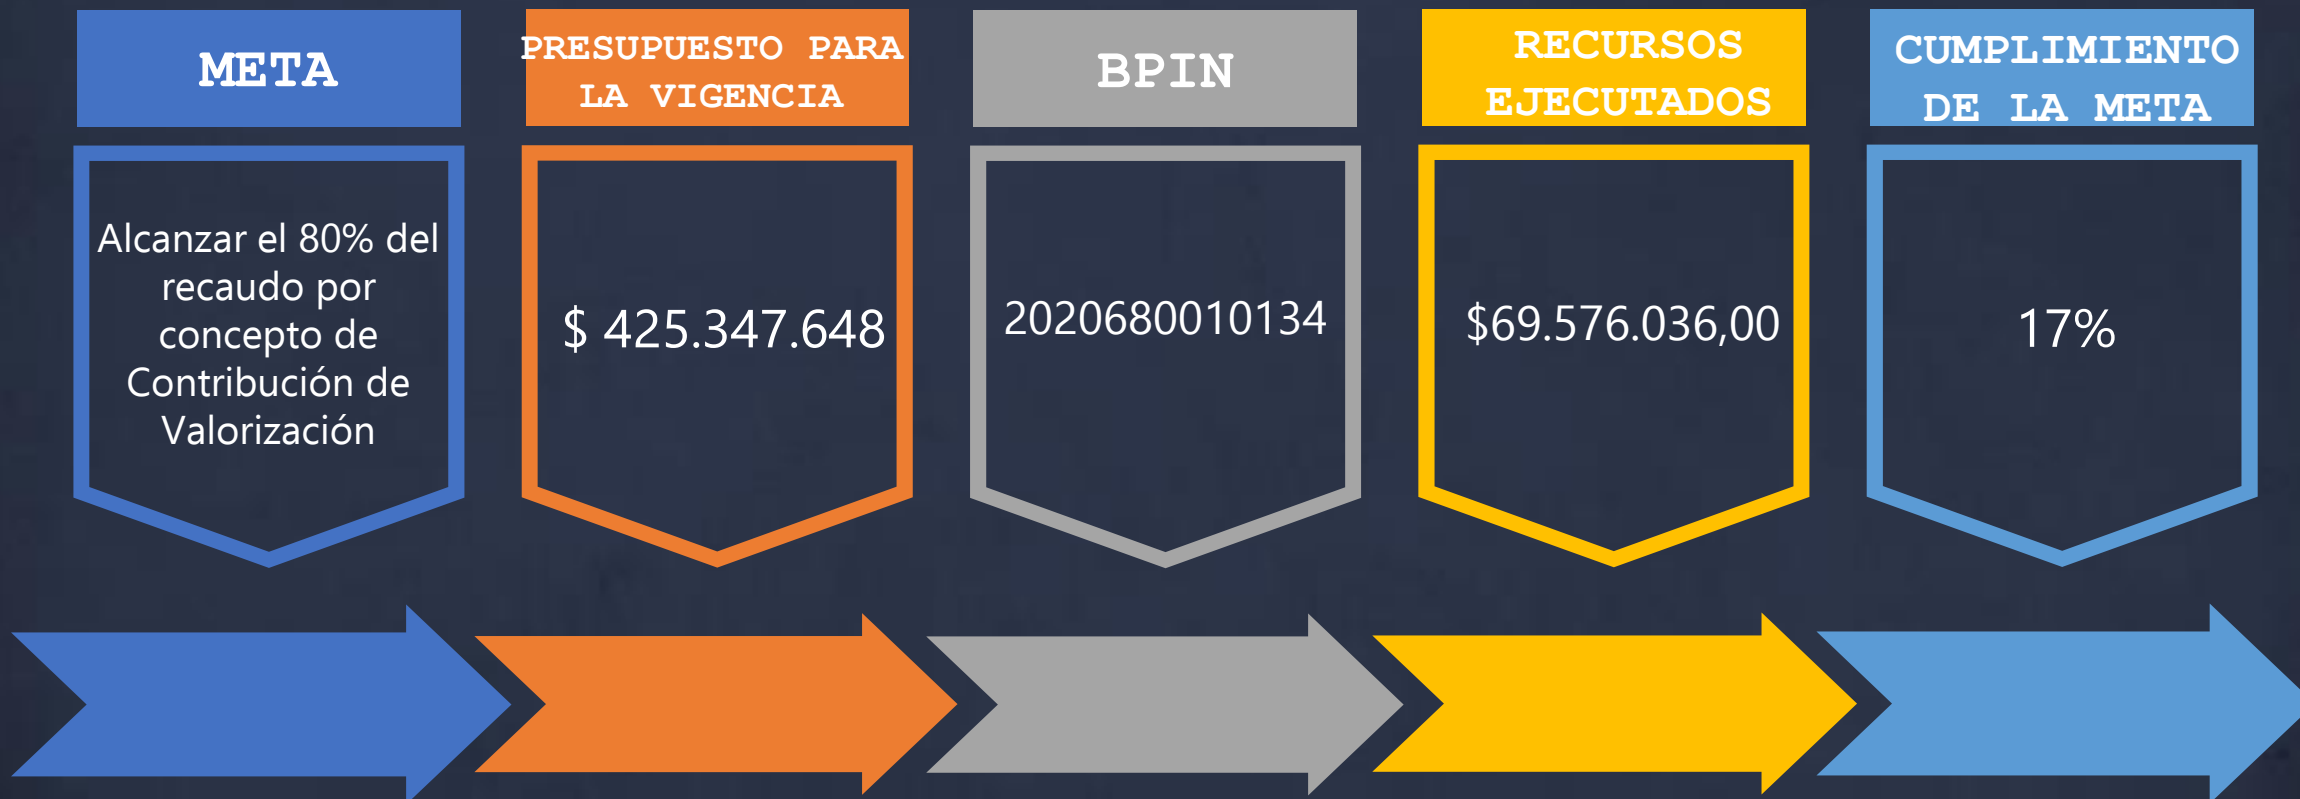 META
Alcanzar el 80% del
recaudo por
concepto de
Contribución de
Valorización
PRESUPUESTO PARA
LA VIGENCIA
$ 425.347.648
BPIN
2020680010134
RECURSOS
EJECUTADOS
$69.576.036,00
CUMPLIMIENTO
DE LA META
17%